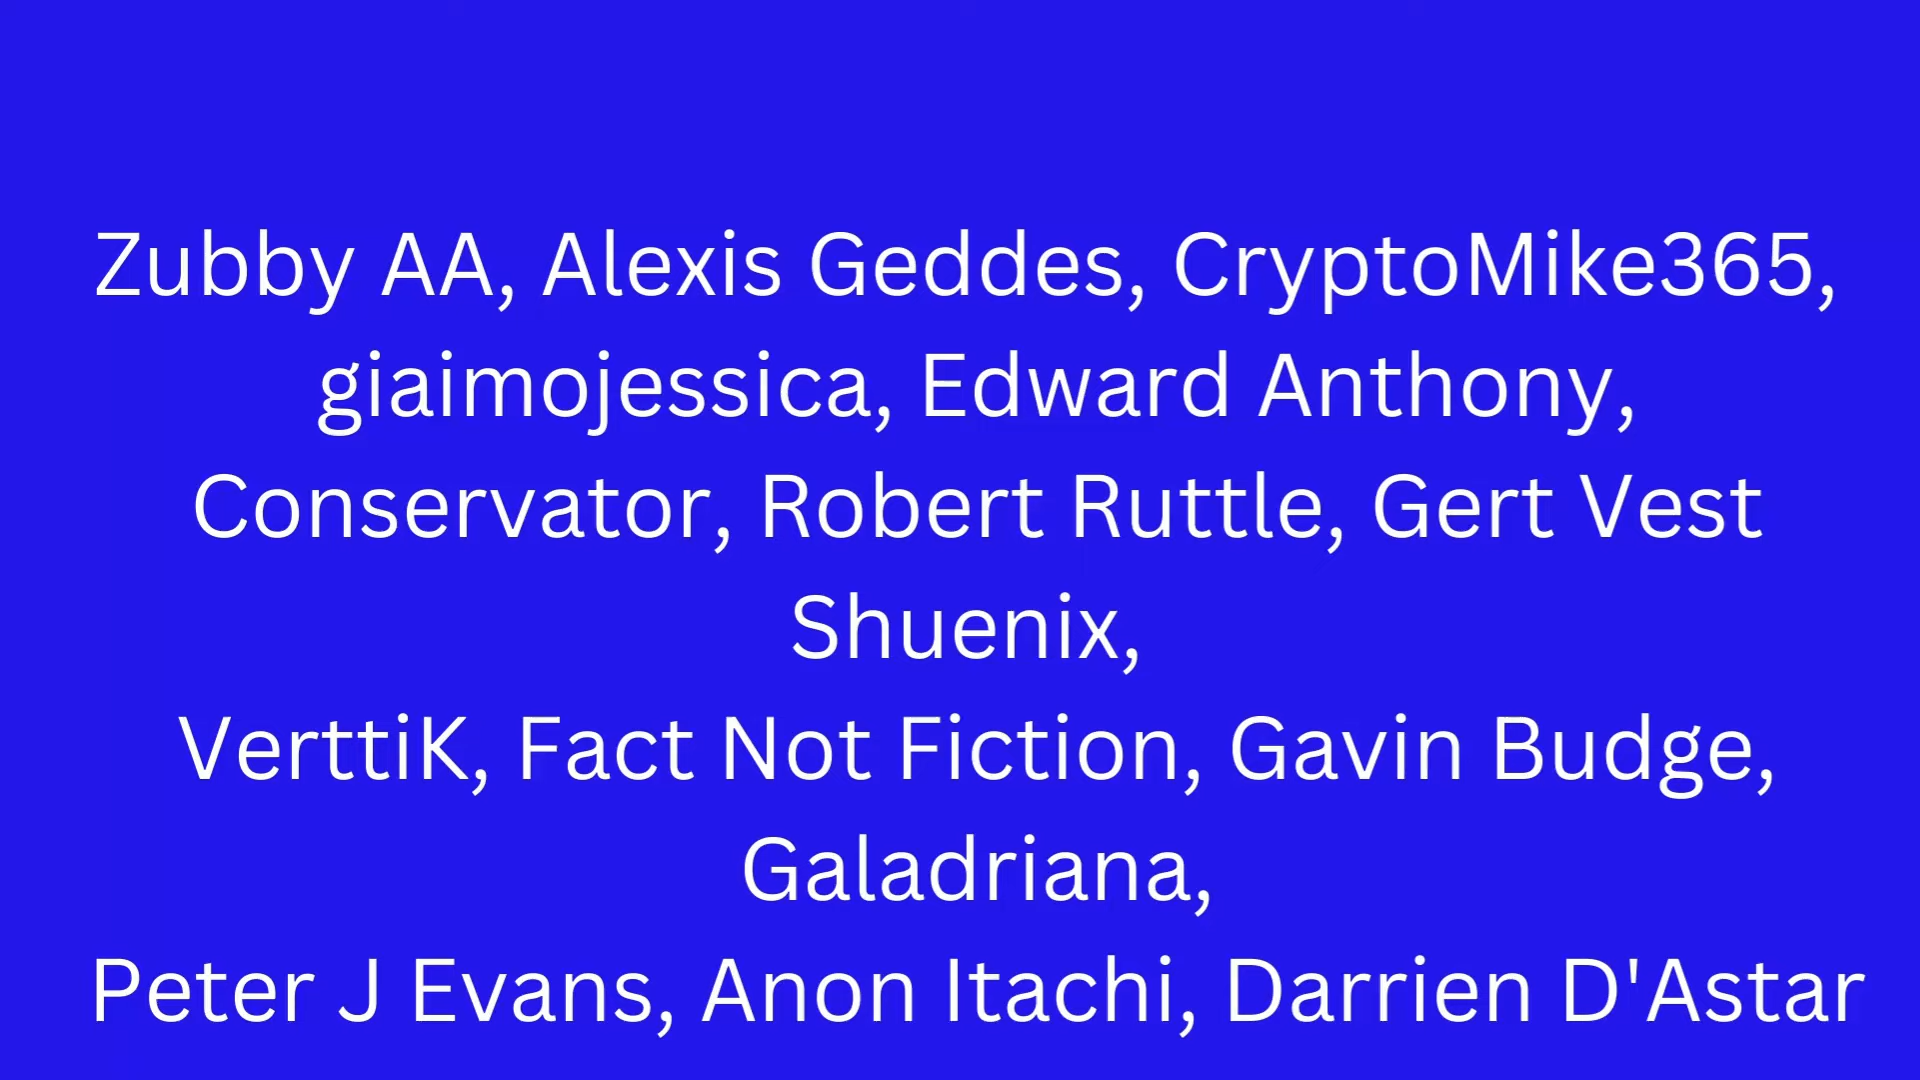 Zubby AA, Alexis Geddes, CryptoMike365,
giaimojessica, Edward Anthony,
Conservator, Robert Ruttle, Gert Vest
Shuenix,
VerttiK, Fact Not Fiction, Gavin Budge,
Galadriana,
Peter J Evans, Anon Itachi, Darrien D'Astar